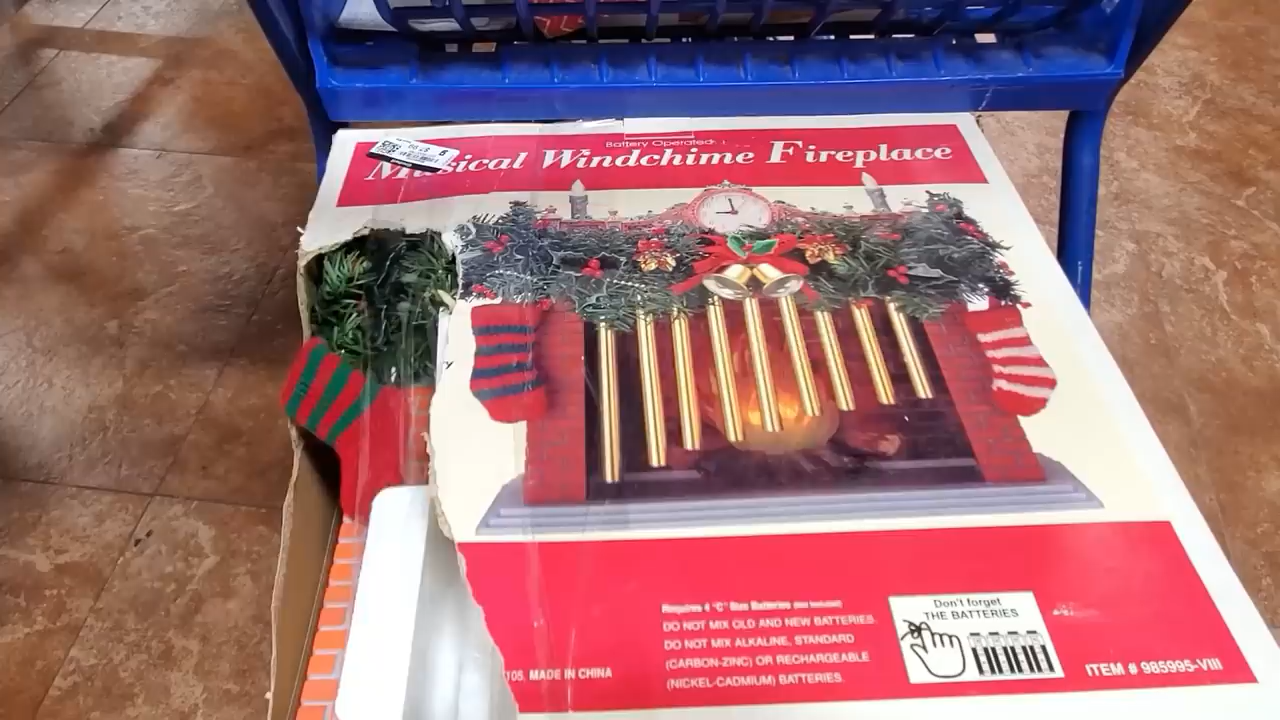 Battery Operated
Musical Windchime Fireplace
Requires 4 "C" Size Batteries
DO NOT MIX OLD AND NEW BATTERIES.
DO NOT MIX ALKALINE, STANDARD
(CARBON-ZINC) OR RECHARGEABLE
(NICKEL-CADMIUM) BATTERIES.
Don't forget
THE BATTERIES
105, MADE IN CHINA
ITEM # 985995-VIII